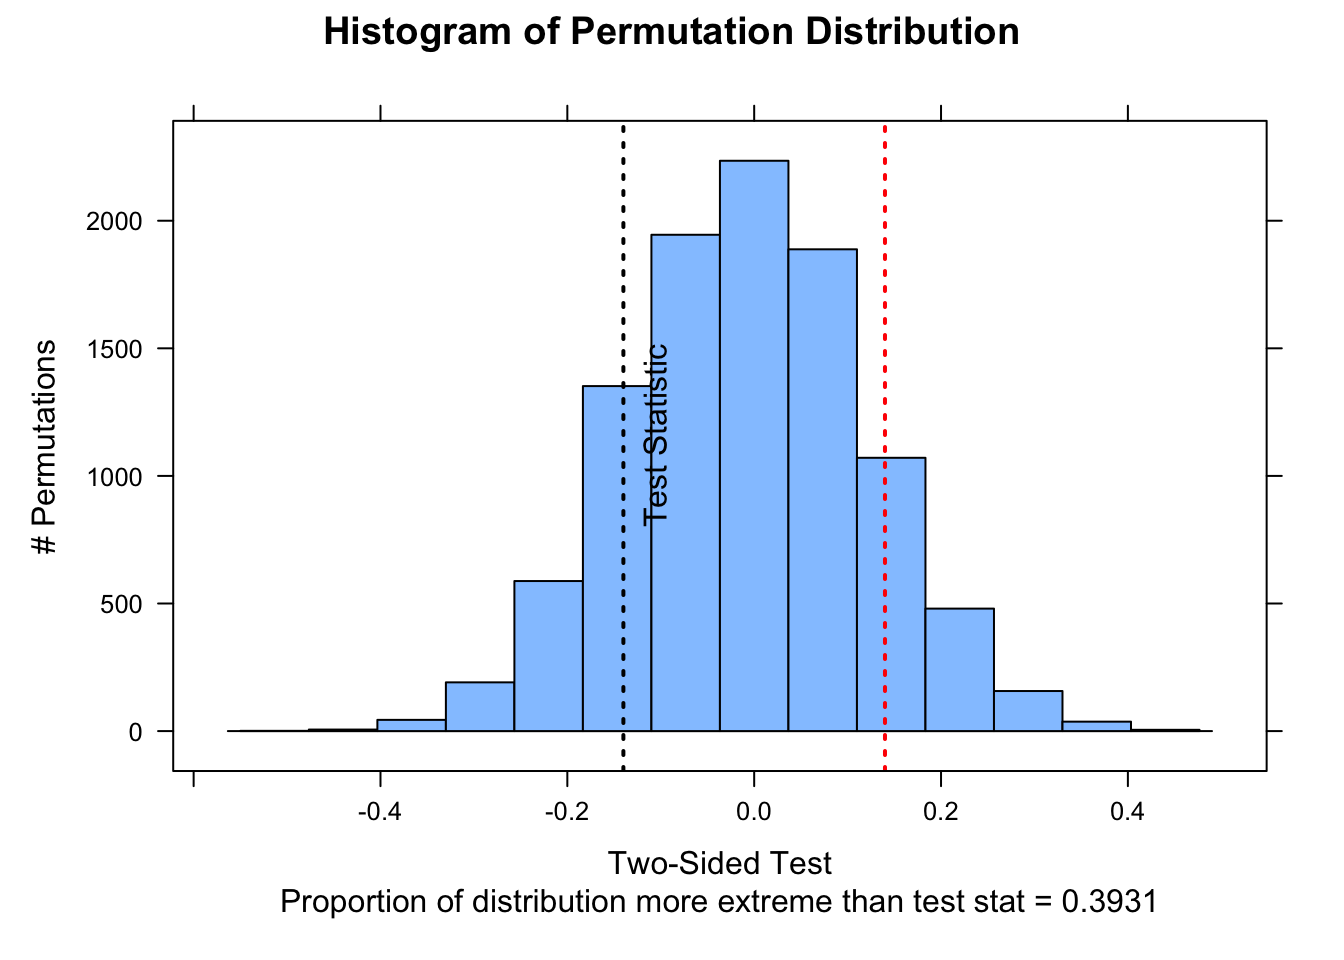 Histogram of Permutation Distribution
# Permutations
2000
1500
1000
500
0
Test Statistic
-0.4
-0.2
0.0
0.2
0.4
Two-Sided Test
Proportion of distribution more extreme than test stat = 0.3931